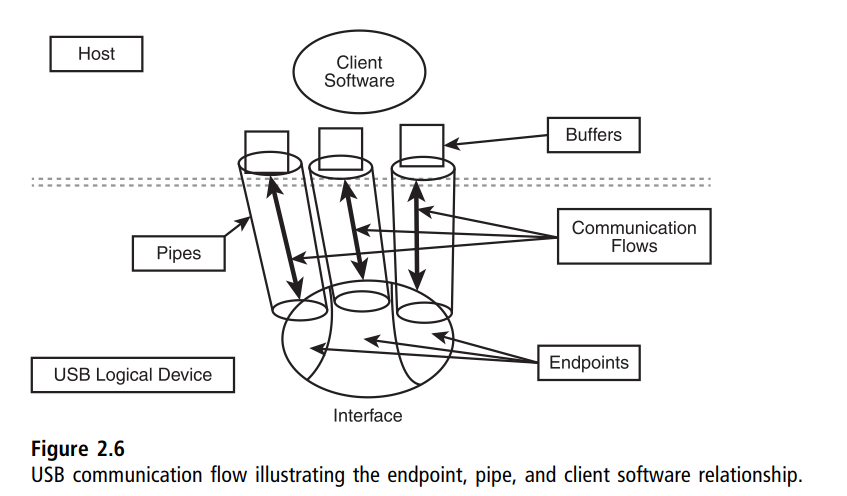 Host
Client
Software
Buffers
Communication
Flows
Pipes
Endpoints
USB Logical Device
Interface
Figure 2.6
USB communication flow illustrating the endpoint, pipe, and client software relationship.